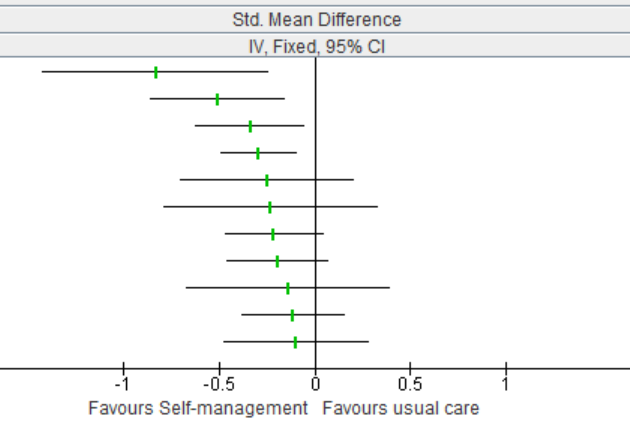 Std. Mean Difference
IV, Fixed, 95% CI
-1 -0.5 0 0.5 1
Favours Self-management Favours usual care